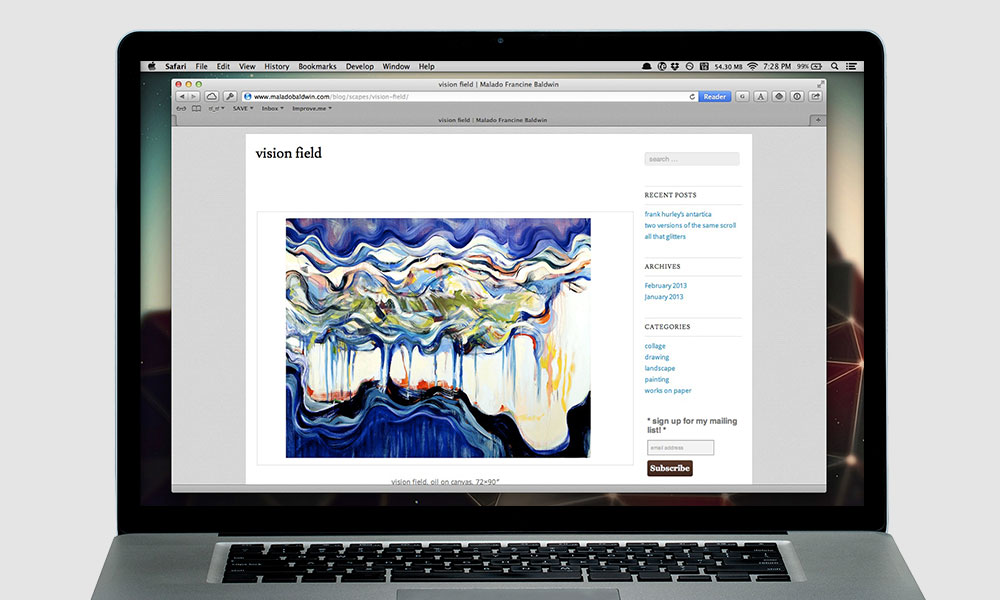 Safari File Edit View History Bookmarks Develop Window Help 54.30 MB 7:28 PM 99%
vision field | Malado Francine Baldwin
www.maladobaldwin.com/blog/scapes/vision-field/ Reader
SAVE Inbox Improve.me
vision field | Malado Francine Baldwin
vision field
search ...
RECENT POSTS
frank hurley's antartica
two versions of the same scroll
all that glitters
ARCHIVES
February 2013
January 2013
CATEGORIES
collage
drawing
landscape
painting
works on paper
* sign up for my mailing
list! *
email address
Subscribe
vision field, oil on canvas, 72×90"